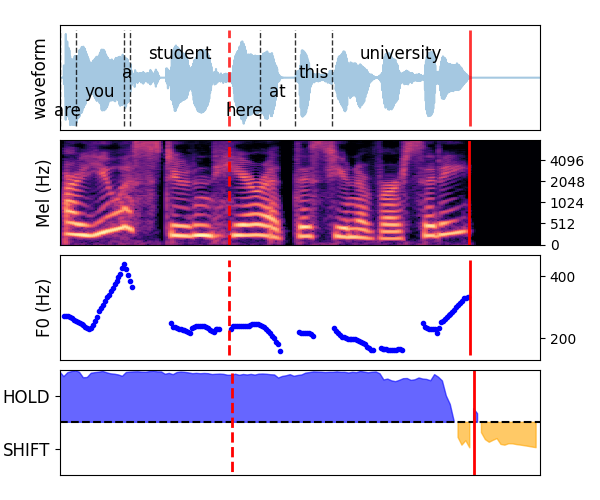 waveform
are you a student here at this university
Mel (Hz)
4096
2048
1024
512
0
F0 (Hz)
400
200
HOLD
SHIFT